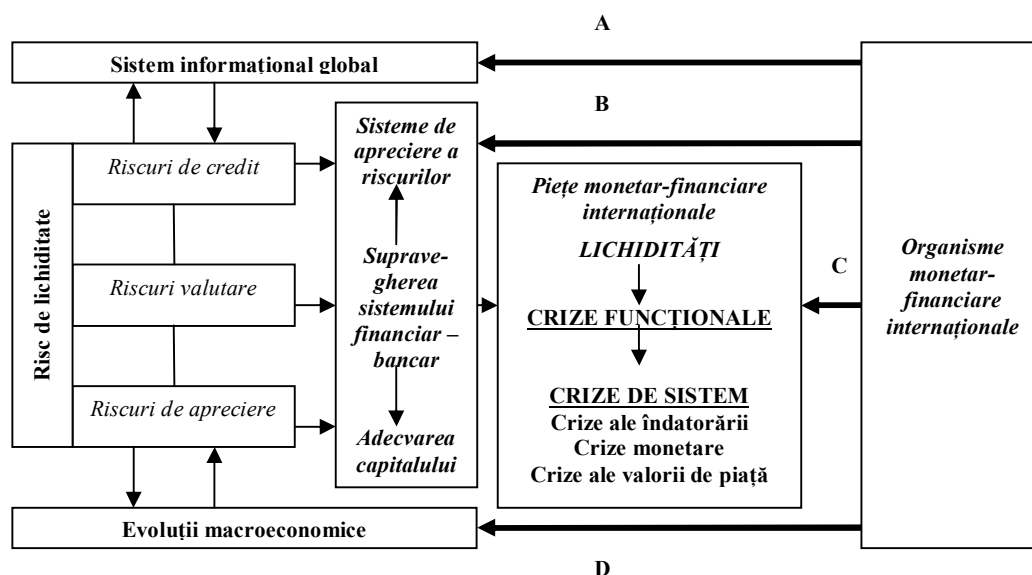 A
Sistem informațional global
B
Risc de lichiditate
Riscuri de credit
Riscuri valutare
Riscuri de apreciere
Sisteme de
apreciere a
riscurilor
Suprave-
gherea
sistemului
financiar –
bancar
Adecvarea
capitalului
Piețe monetar-financiare
internaționale
LICHIDITĂȚI
CRIZE FUNCȚIONALE
CRIZE DE SISTEM
Crize ale îndatorării
Crize monetare
Crize ale valorii de piață
C
Organisme
monetar-
financiare
internaționale
Evoluții macroeconomice
D